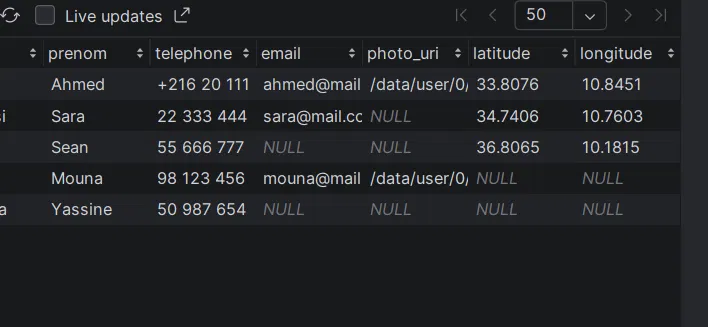 Live updates 50
prenom telephone email photo_uri latitude longitude
Ahmed +216 20 111 ahmed@mail /data/user/0/ 33.8076 10.8451
si Sara 22 333 444 sara@mail.cc NULL 34.7406 10.7603
Sean 55 666 777 NULL NULL 36.8065 10.1815
Mouna 98 123 456 mouna@mail /data/user/0/ NULL NULL
a Yassine 50 987 654 NULL NULL NULL NULL